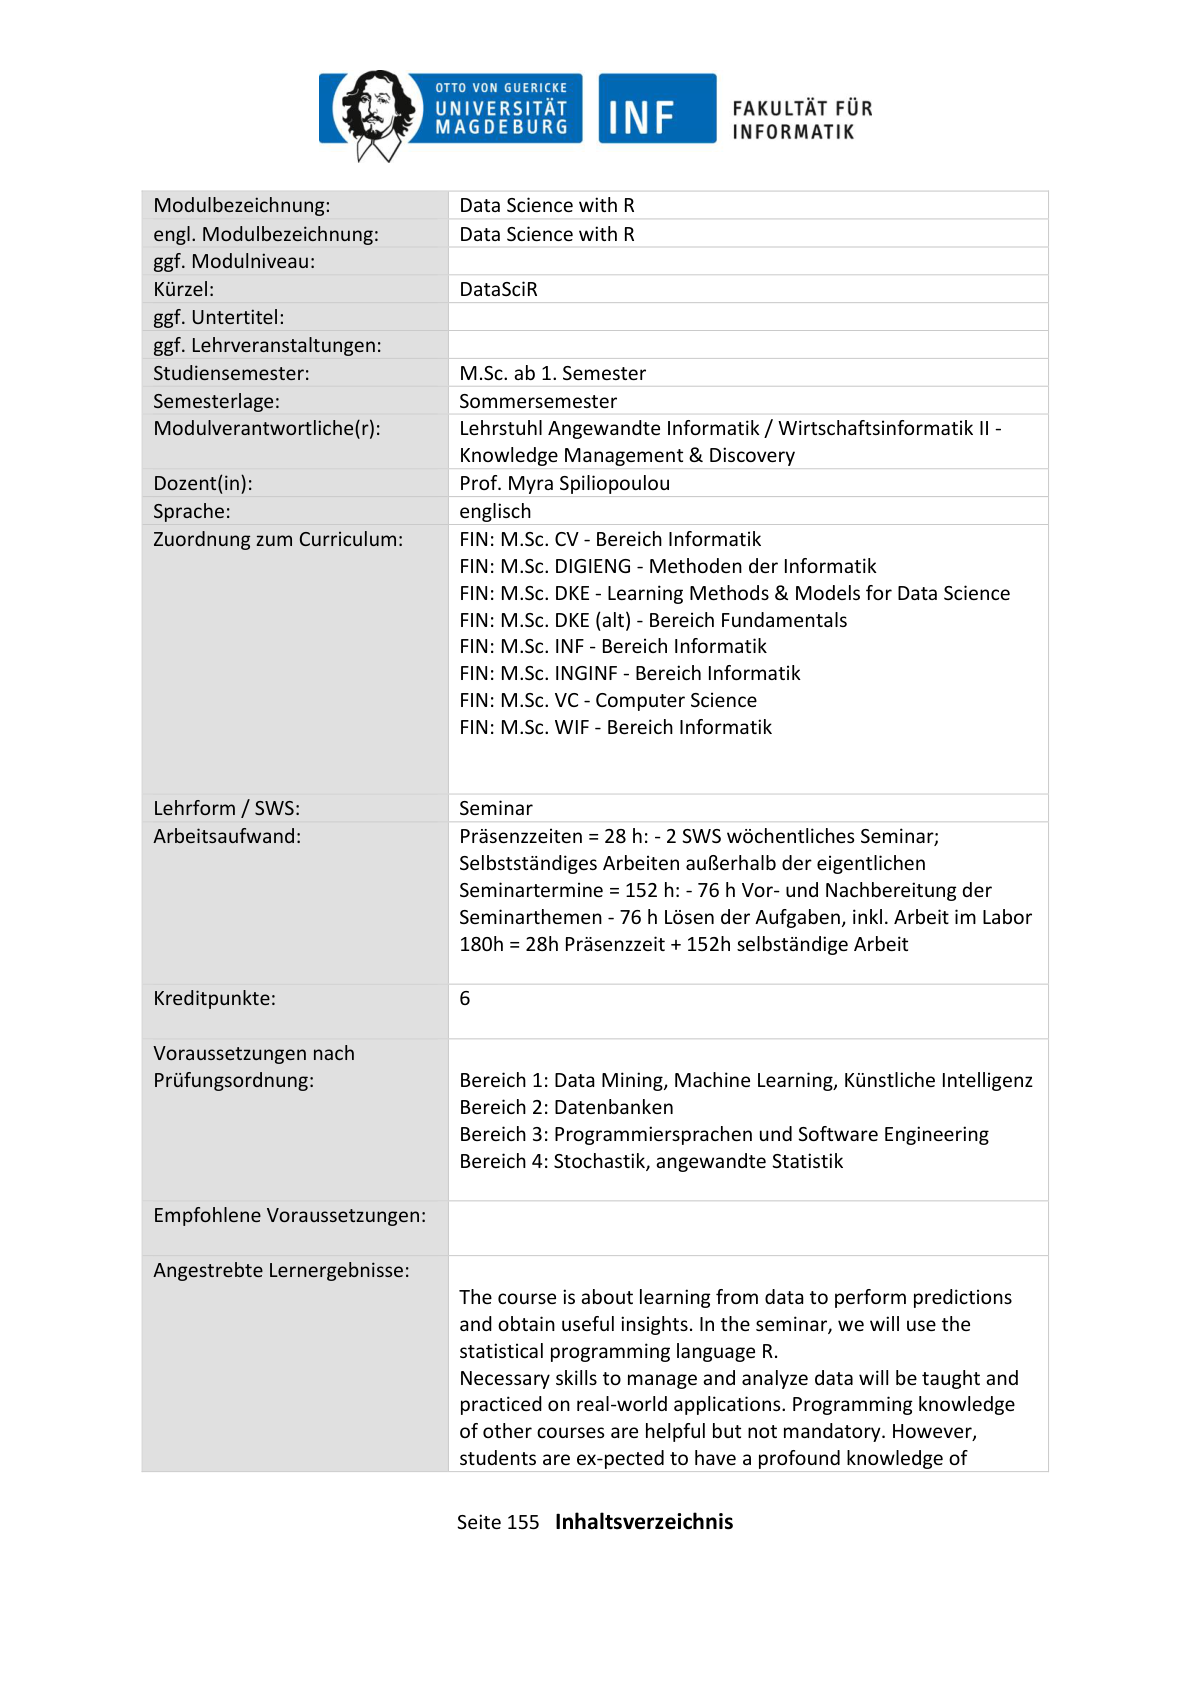 OTTO VON GUERICKE
UNIVERSITÄT
MAGDEBURG
INF
FAKULTÄT FÜR
INFORMATIK
Modulbezeichnung: Data Science with R
engl. Modulbezeichnung: Data Science with R
ggf. Modulniveau:
Kürzel: DataSciR
ggf. Untertitel:
ggf. Lehrveranstaltungen:
Studiensemester: M.Sc. ab 1. Semester
Semesterlage: Sommersemester
Modulverantwortliche(r): Lehrstuhl Angewandte Informatik / Wirtschaftsinformatik II -
Knowledge Management & Discovery
Dozent(in): Prof. Myra Spiliopoulou
Sprache: englisch
Zuordnung zum Curriculum: FIN: M.Sc. CV - Bereich Informatik
FIN: M.Sc. DIGIENG - Methoden der Informatik
FIN: M.Sc. DKE - Learning Methods & Models for Data Science
FIN: M.Sc. DKE (alt) - Bereich Fundamentals
FIN: M.Sc. INF - Bereich Informatik
FIN: M.Sc. INGINF - Bereich Informatik
FIN: M.Sc. VC - Computer Science
FIN: M.Sc. WIF - Bereich Informatik
Lehrform / SWS: Seminar
Arbeitsaufwand: Präsenzzeiten = 28 h: - 2 SWS wöchentliches Seminar;
Selbstständiges Arbeiten außerhalb der eigentlichen
Seminartermine = 152 h: - 76 h Vor- und Nachbereitung der
Seminarthemen - 76 h Lösen der Aufgaben, inkl. Arbeit im Labor
180h = 28h Präsenzzeit + 152h selbständige Arbeit
Kreditpunkte: 6
Voraussetzungen nach
Prüfungsordnung: Bereich 1: Data Mining, Machine Learning, Künstliche Intelligenz
Bereich 2: Datenbanken
Bereich 3: Programmiersprachen und Software Engineering
Bereich 4: Stochastik, angewandte Statistik
Empfohlene Voraussetzungen:
Angestrebte Lernergebnisse:
The course is about learning from data to perform predictions
and obtain useful insights. In the seminar, we will use the
statistical programming language R.
Necessary skills to manage and analyze data will be taught and
practiced on real-world applications. Programming knowledge
of other courses are helpful but not mandatory. However,
students are ex-pected to have a profound knowledge of
Seite 155 Inhaltsverzeichnis